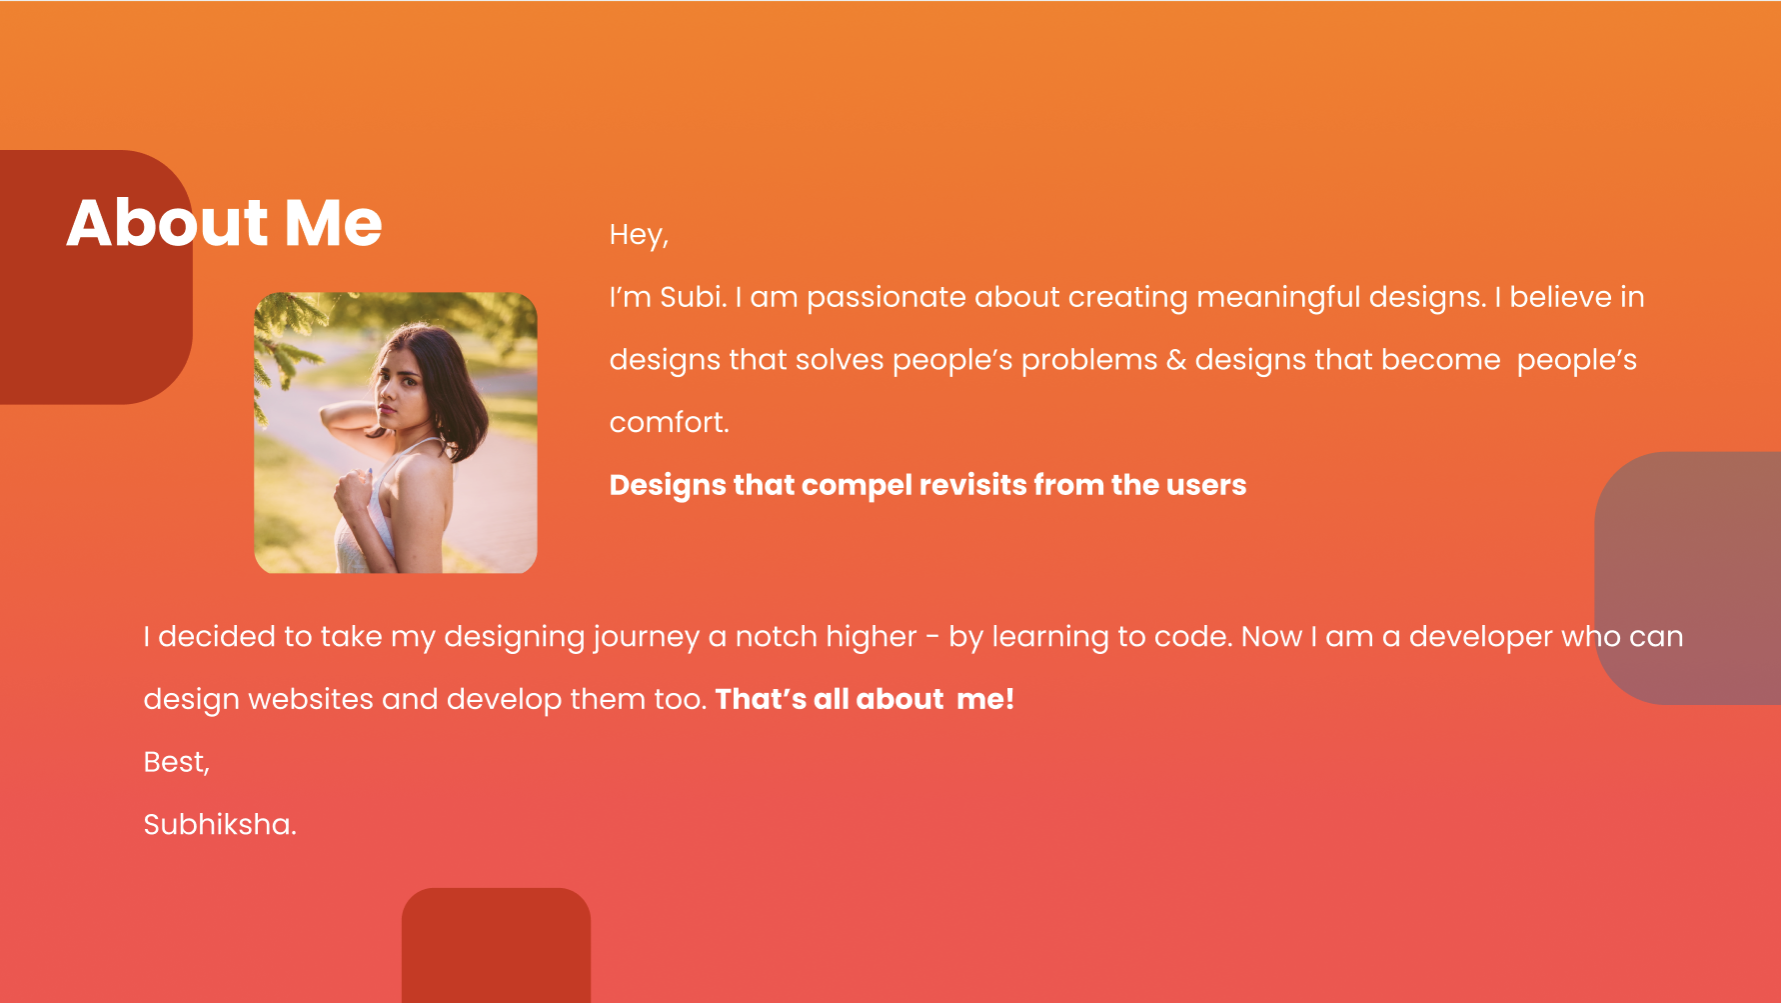 About Me
Hey,
I’m Subi. I am passionate about creating meaningful designs. I believe in
designs that solves people’s problems & designs that become  people’s
comfort.
Designs that compel revisits from the users
I decided to take my designing journey a notch higher - by learning to code. Now I am a developer who can
design websites and develop them too. That’s all about  me!
Best,
Subhiksha.